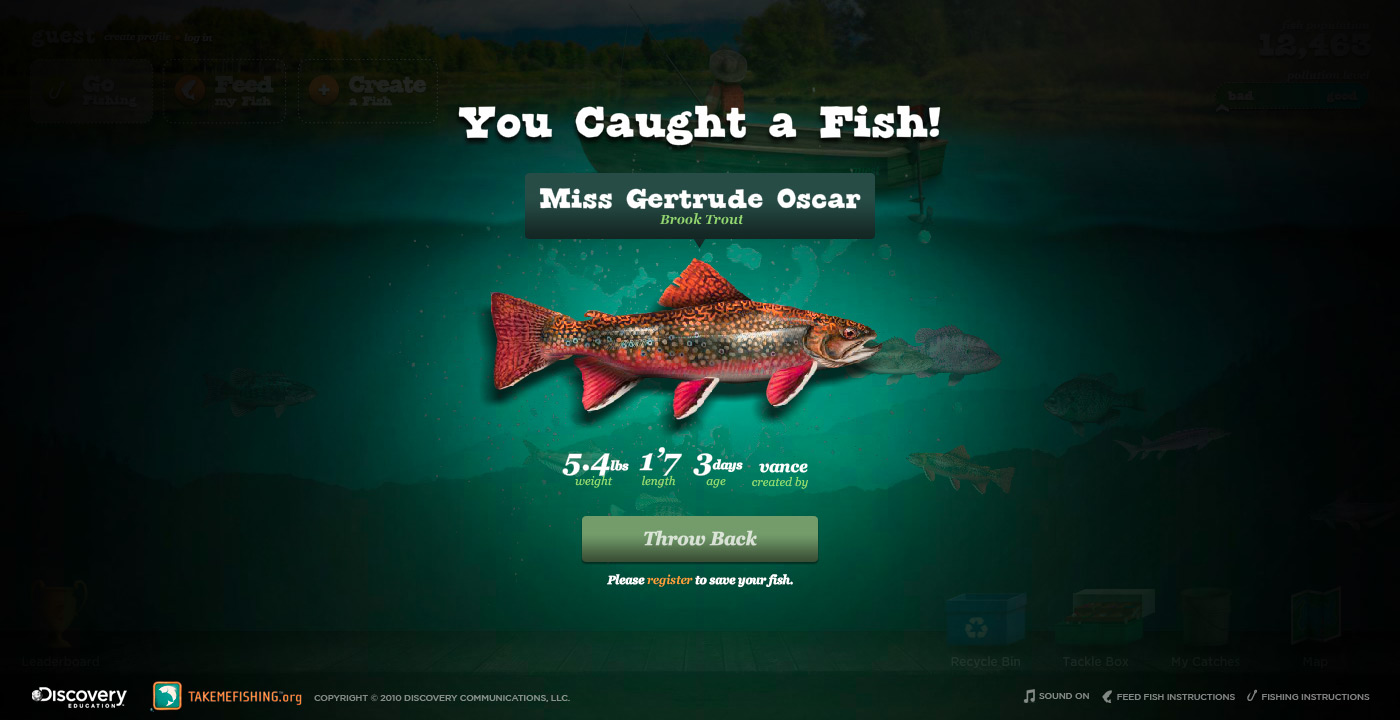 guest create profile • log in
12,463
Go Fishing
Feed my Fish
Create a Fish
bad good
You Caught a Fish!
Miss Gertrude Oscar
Brook Trout
5.4lbs 1'7 3days vance
weight length age created by
Throw Back
Please register to save your fish.
Leaderboard
Recycle Bin Tackle Box My Catches Map
Discovery EDUCATION
TAKEMEFISHING.org
COPYRIGHT © 2010 DISCOVERY COMMUNICATIONS, LLC.
SOUND ON FEED FISH INSTRUCTIONS FISHING INSTRUCTIONS